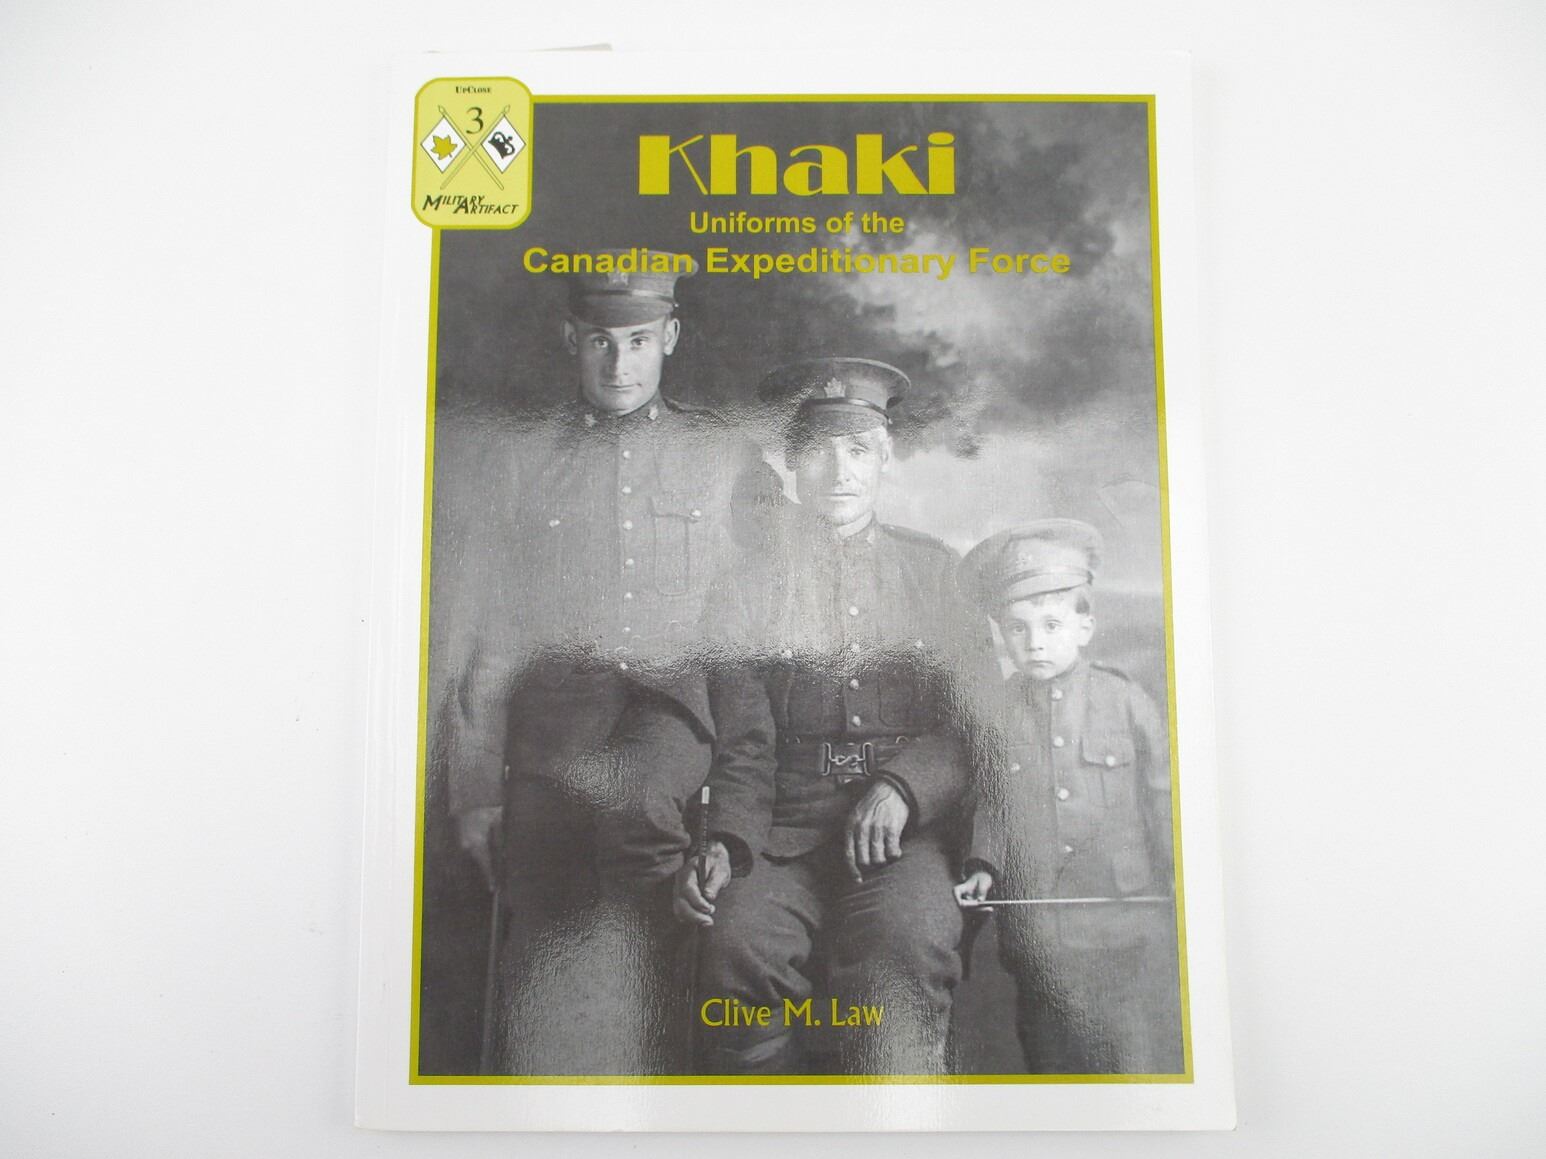 UpClose
3
Military
Artifact
Khaki
Uniforms of the
Canadian Expeditionary Force
Clive M. Law